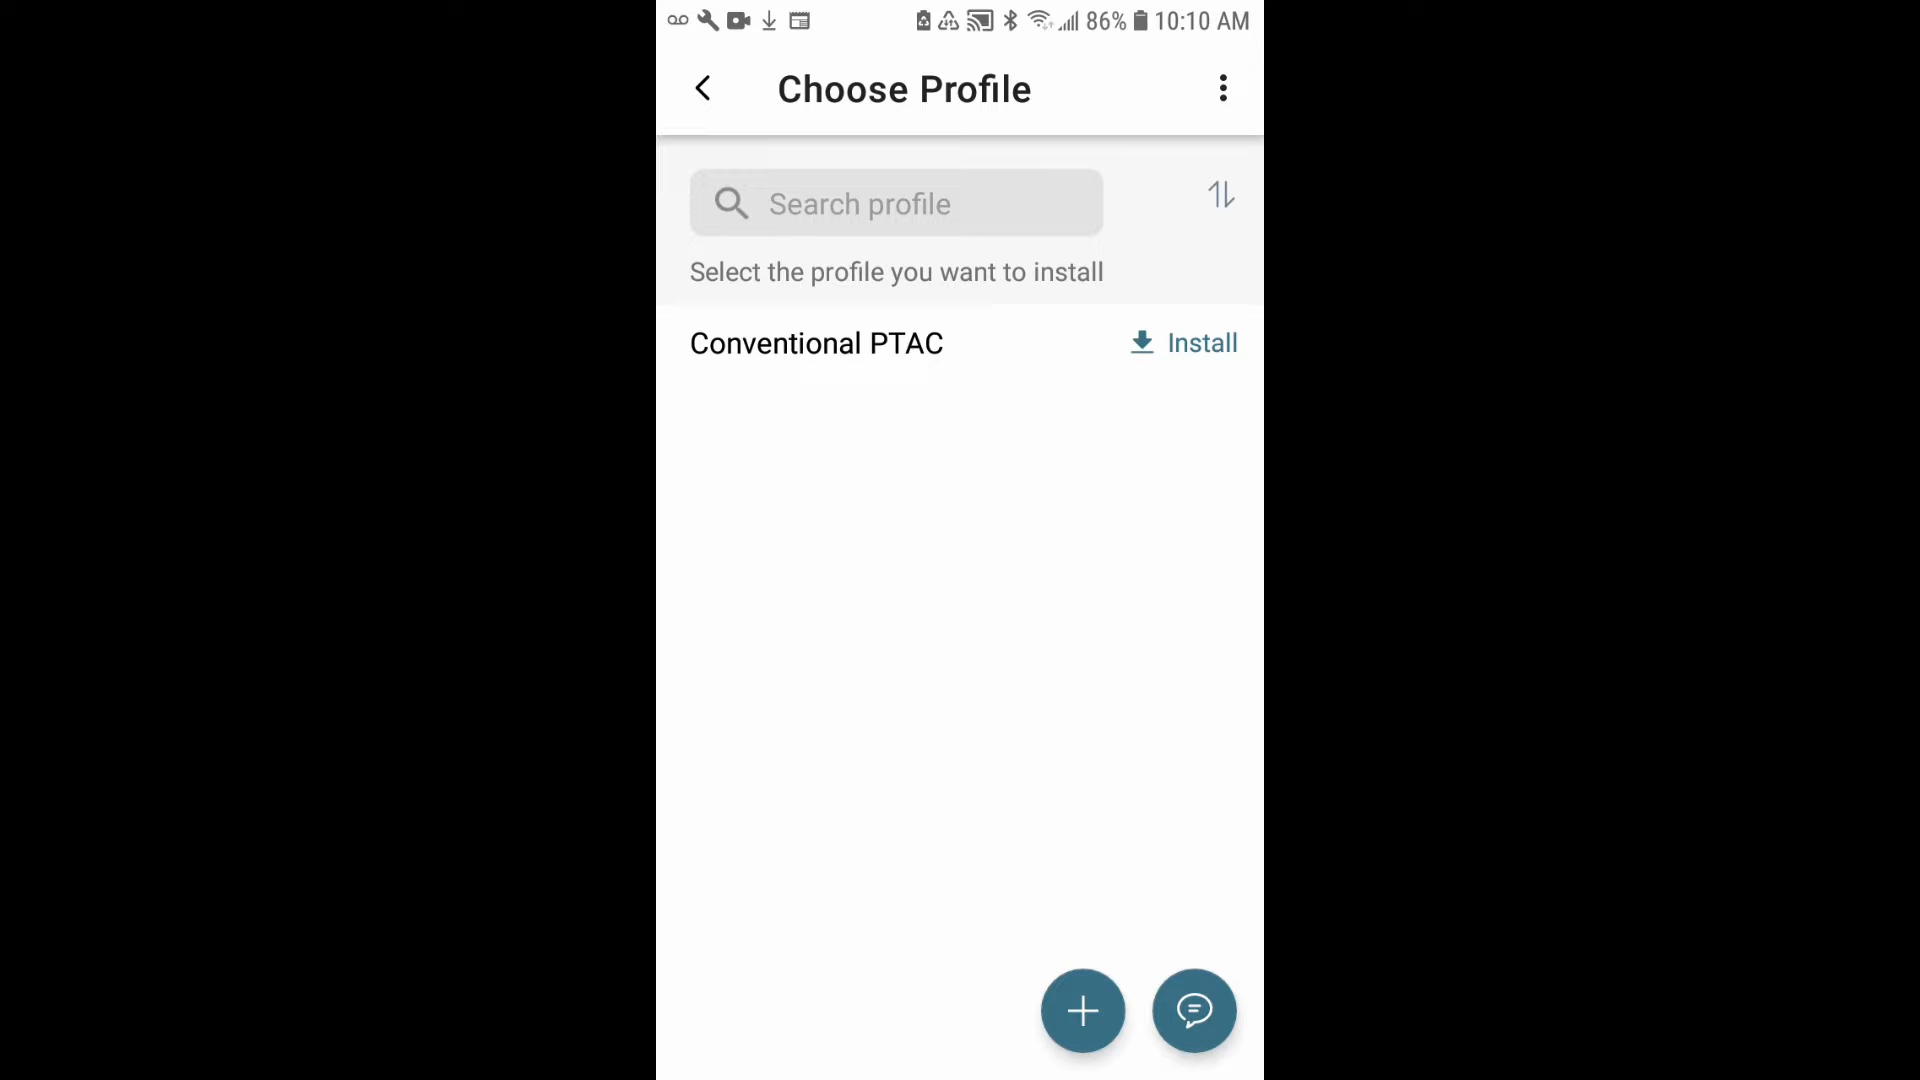 86% 10:10 AM
Choose Profile
Search profile
Select the profile you want to install
Conventional PTAC Install